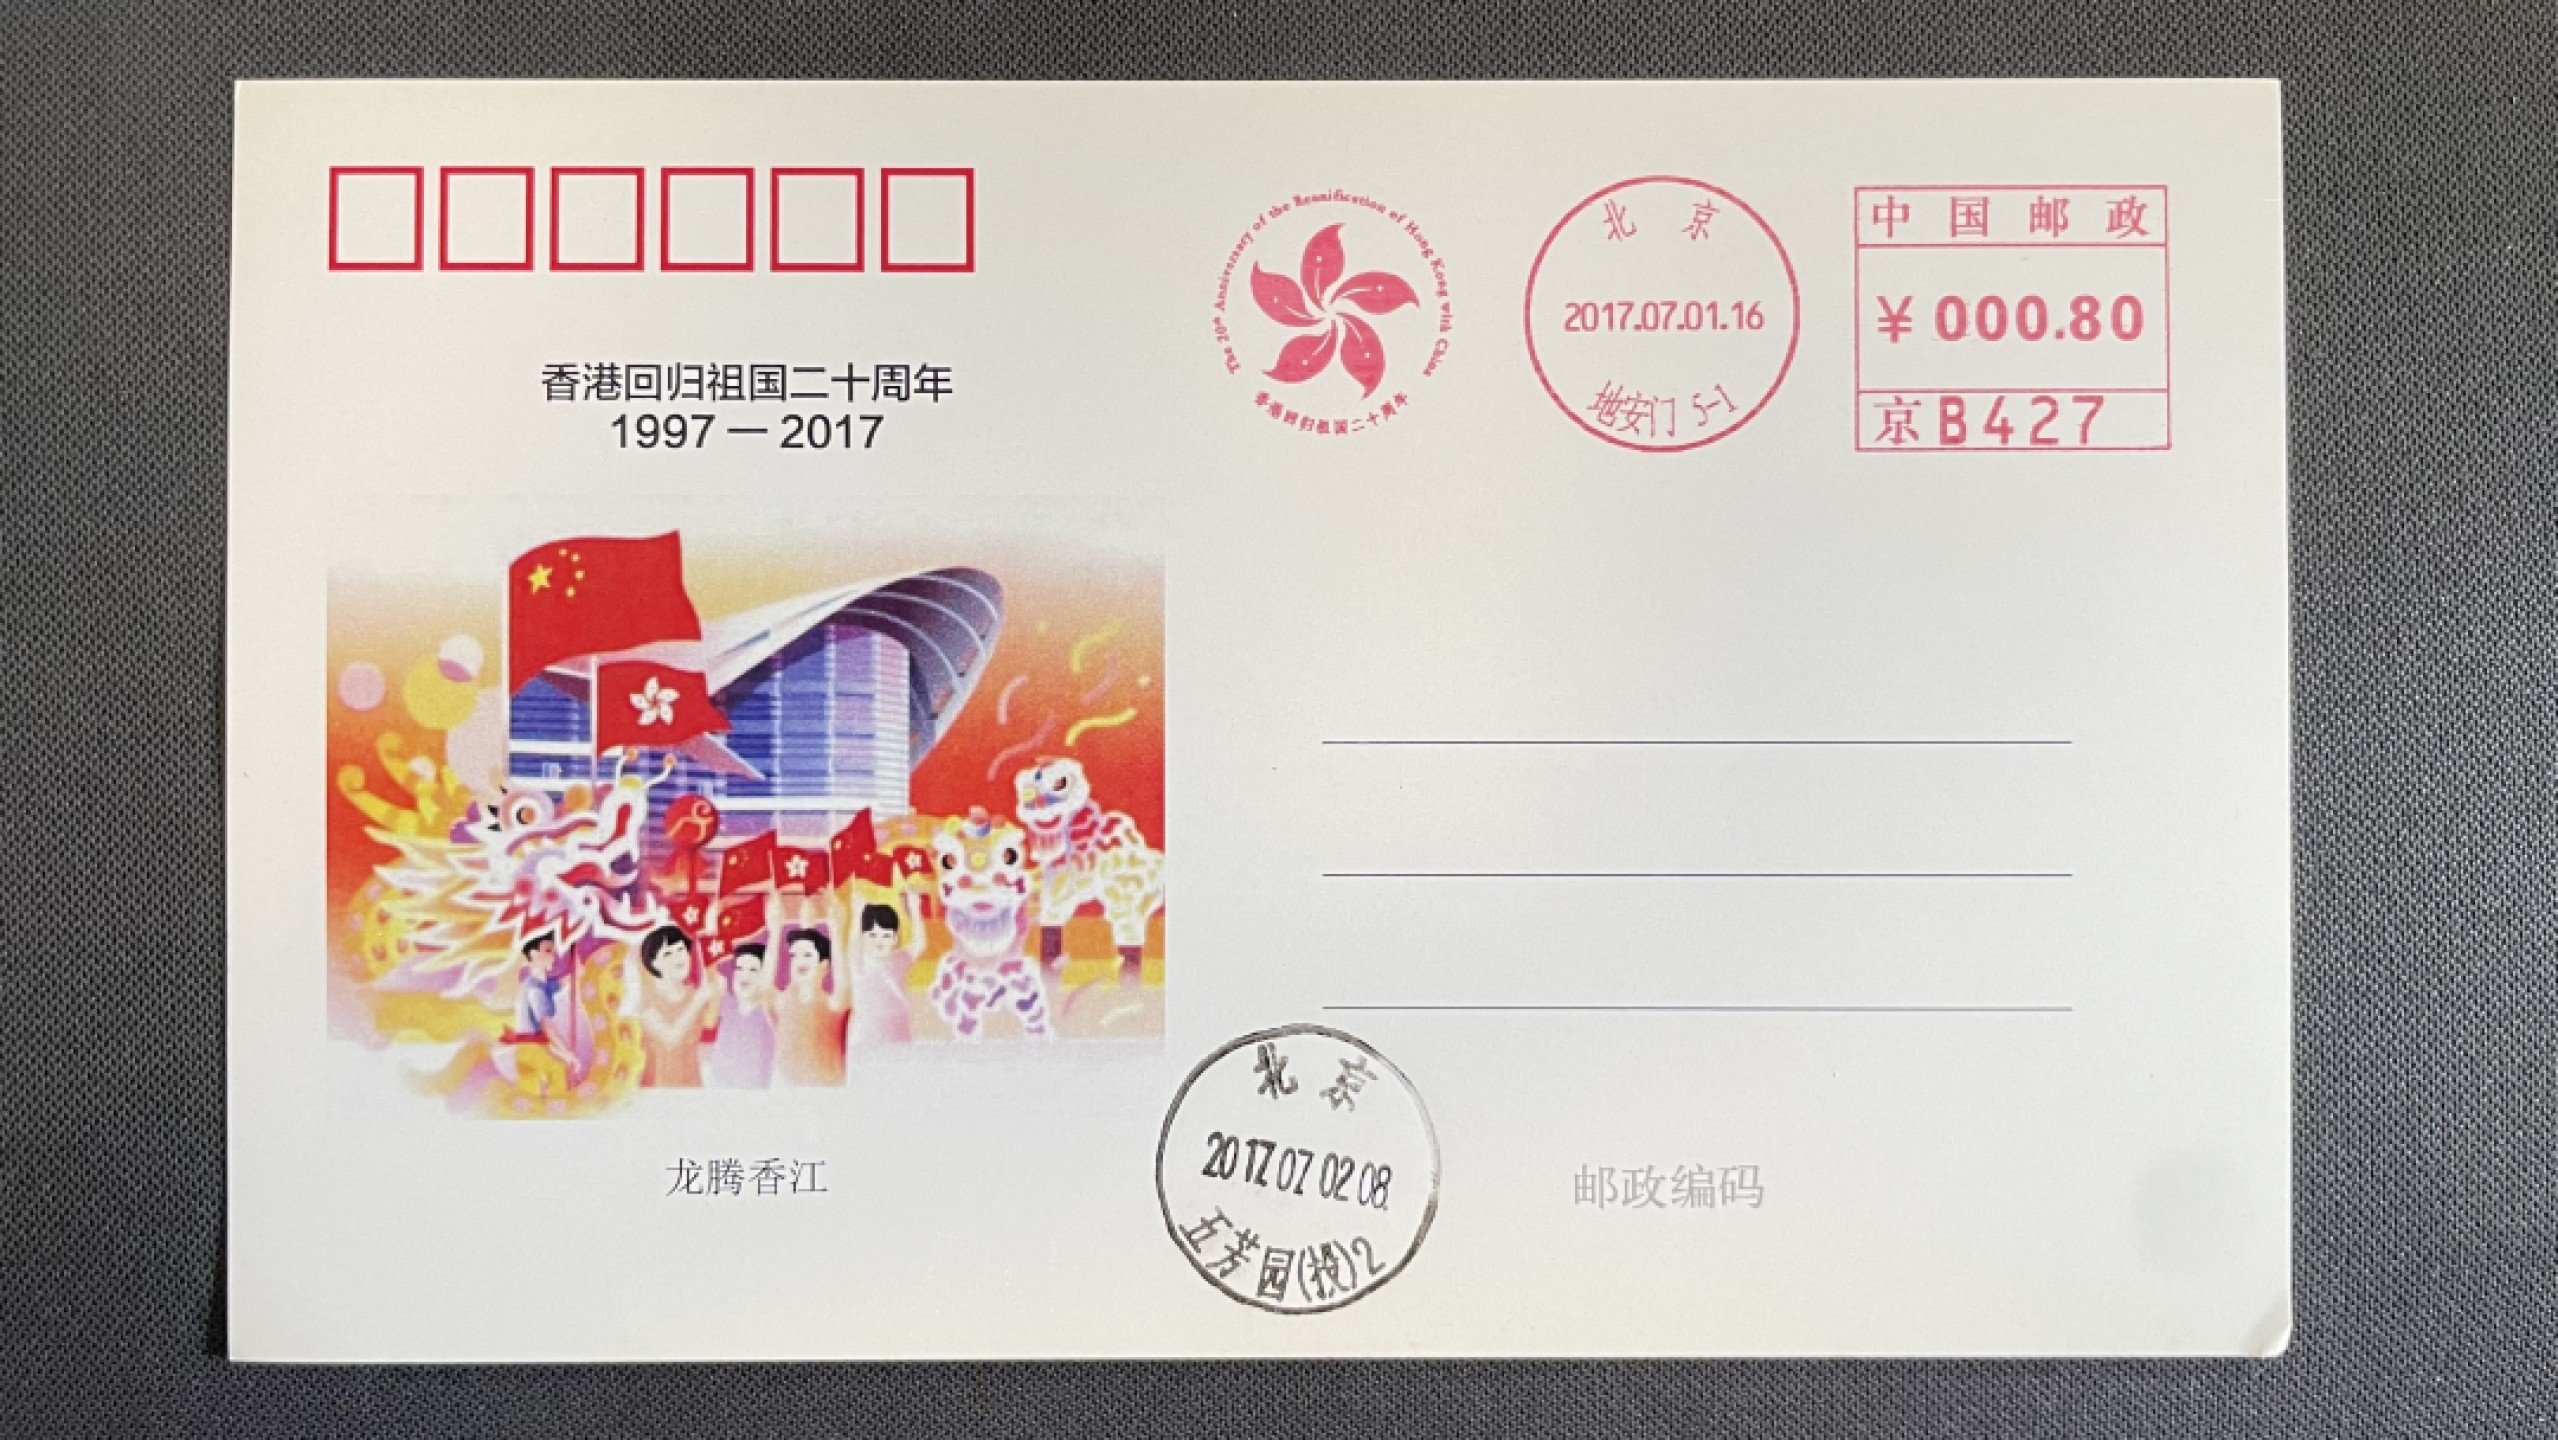 香港回归祖国二十周年
1997－2017
The 20th Anniversary of the Reunification of Hong Kong with China
香港回归祖国二十周年
北京
2017.07.01.16
地安门 5-1
中国邮政
¥ 000.80
京B427
龙腾香江
北京
2017.07.02 08.
五芳园(投)2
邮政编码